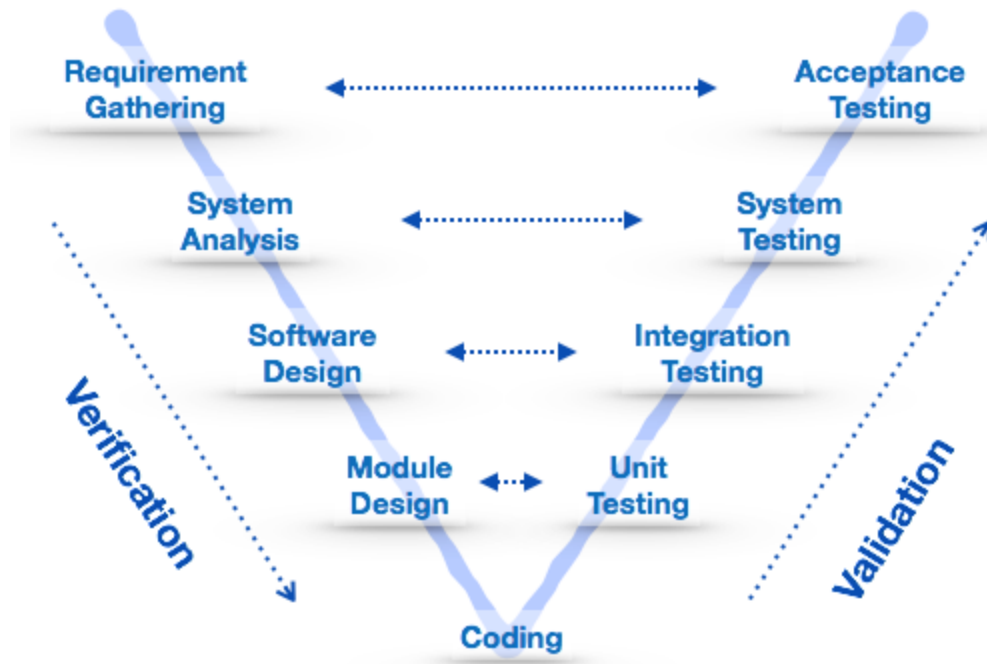 Requirement
Gathering
Acceptance
Testing
System
Analysis
System
Testing
Software
Design
Integration
Testing
Verification
Validation
Module
Design
Unit
Testing
Coding